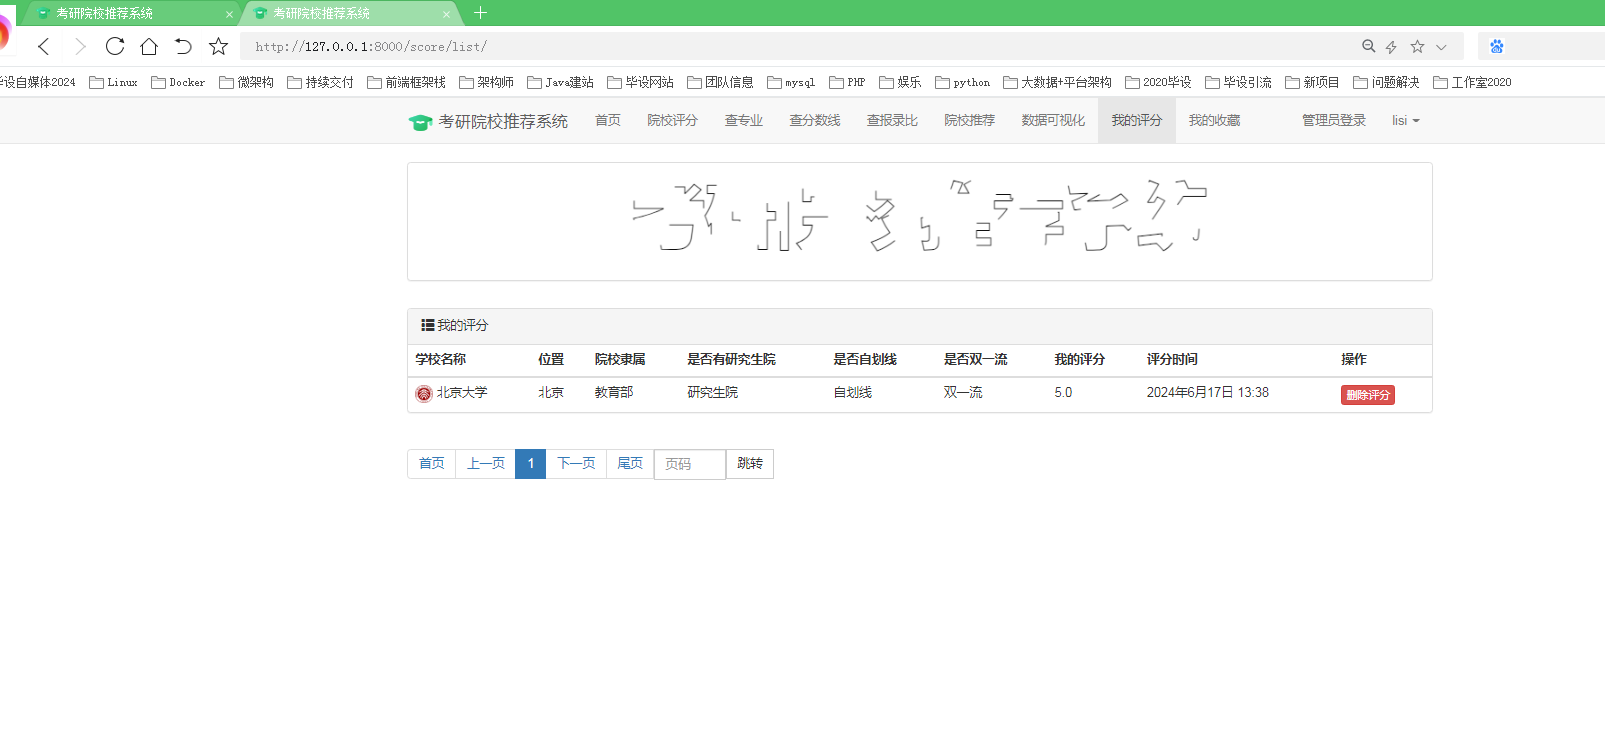 考研院校推荐系统 × 考研院校推荐系统 ×
http://127.0.0.1:8000/score/list/
毕设自媒体2024 Linux Docker 微架构 持续交付 前端框架栈 架构师 Java建站 毕设网站 团队信息 mysql PHP 娱乐 python 大数据+平台架构 2020毕设 毕设引流 新项目 问题解决 工作室2020
考研院校推荐系统 首页 院校评分 查专业 查分数线 查报录比 院校推荐 数据可视化 我的评分 我的收藏 管理员登录 lisi
我的评分
学校名称 位置 院校隶属 是否有研究生院 是否自划线 是否双一流 我的评分 评分时间 操作
北京大学 北京 教育部 研究生院 自划线 双一流 5.0 2024年6月17日 13:38 删除评分
首页 上一页 1 下一页 尾页 页码 跳转